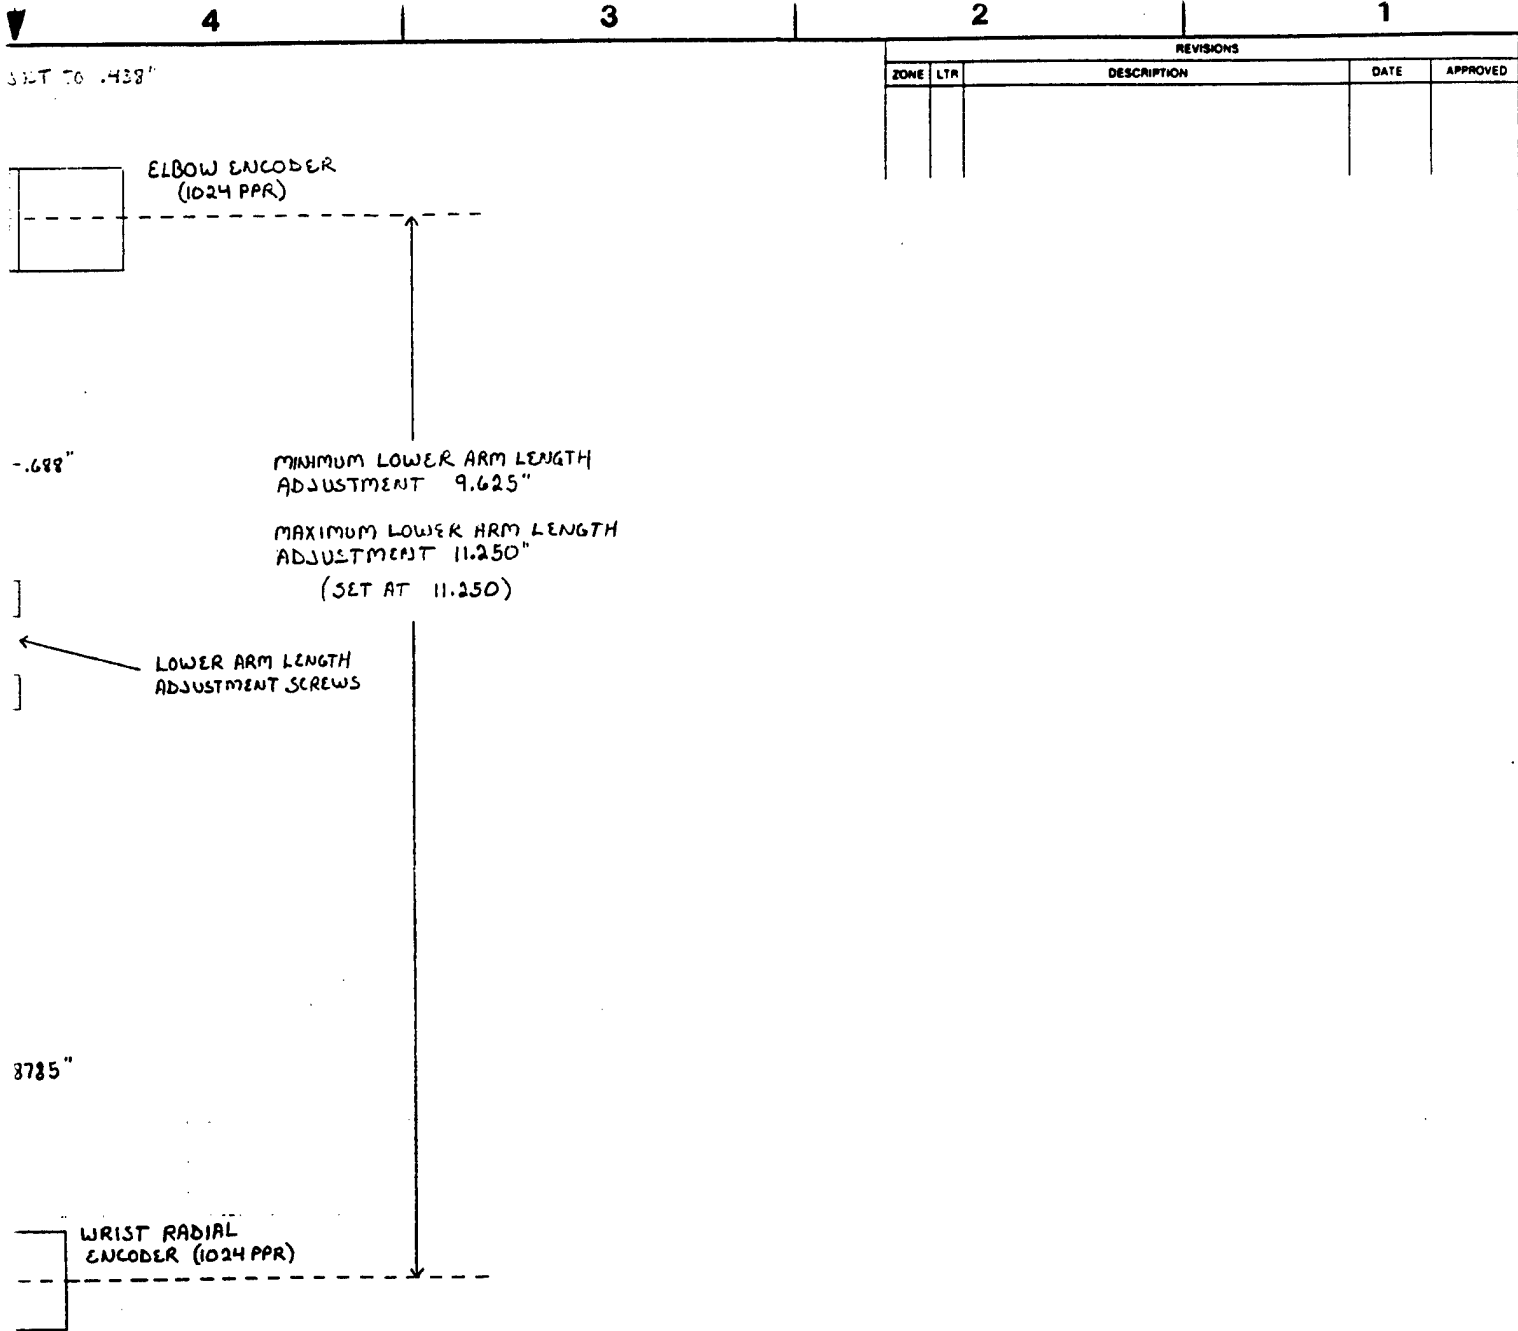 4 3 2 1
REVISIONS
ZONE LTR DESCRIPTION DATE APPROVED
SET TO .438"
ELBOW ENCODER
(1024 PPR)
-.688"
MINIMUM LOWER ARM LENGTH
ADJUSTMENT 9.625"
MAXIMUM LOWER ARM LENGTH
ADJUSTMENT 11.250"
(SET AT 11.250)
LOWER ARM LENGTH
ADJUSTMENT SCREWS
8785"
WRIST RADIAL
ENCODER (1024 PPR)